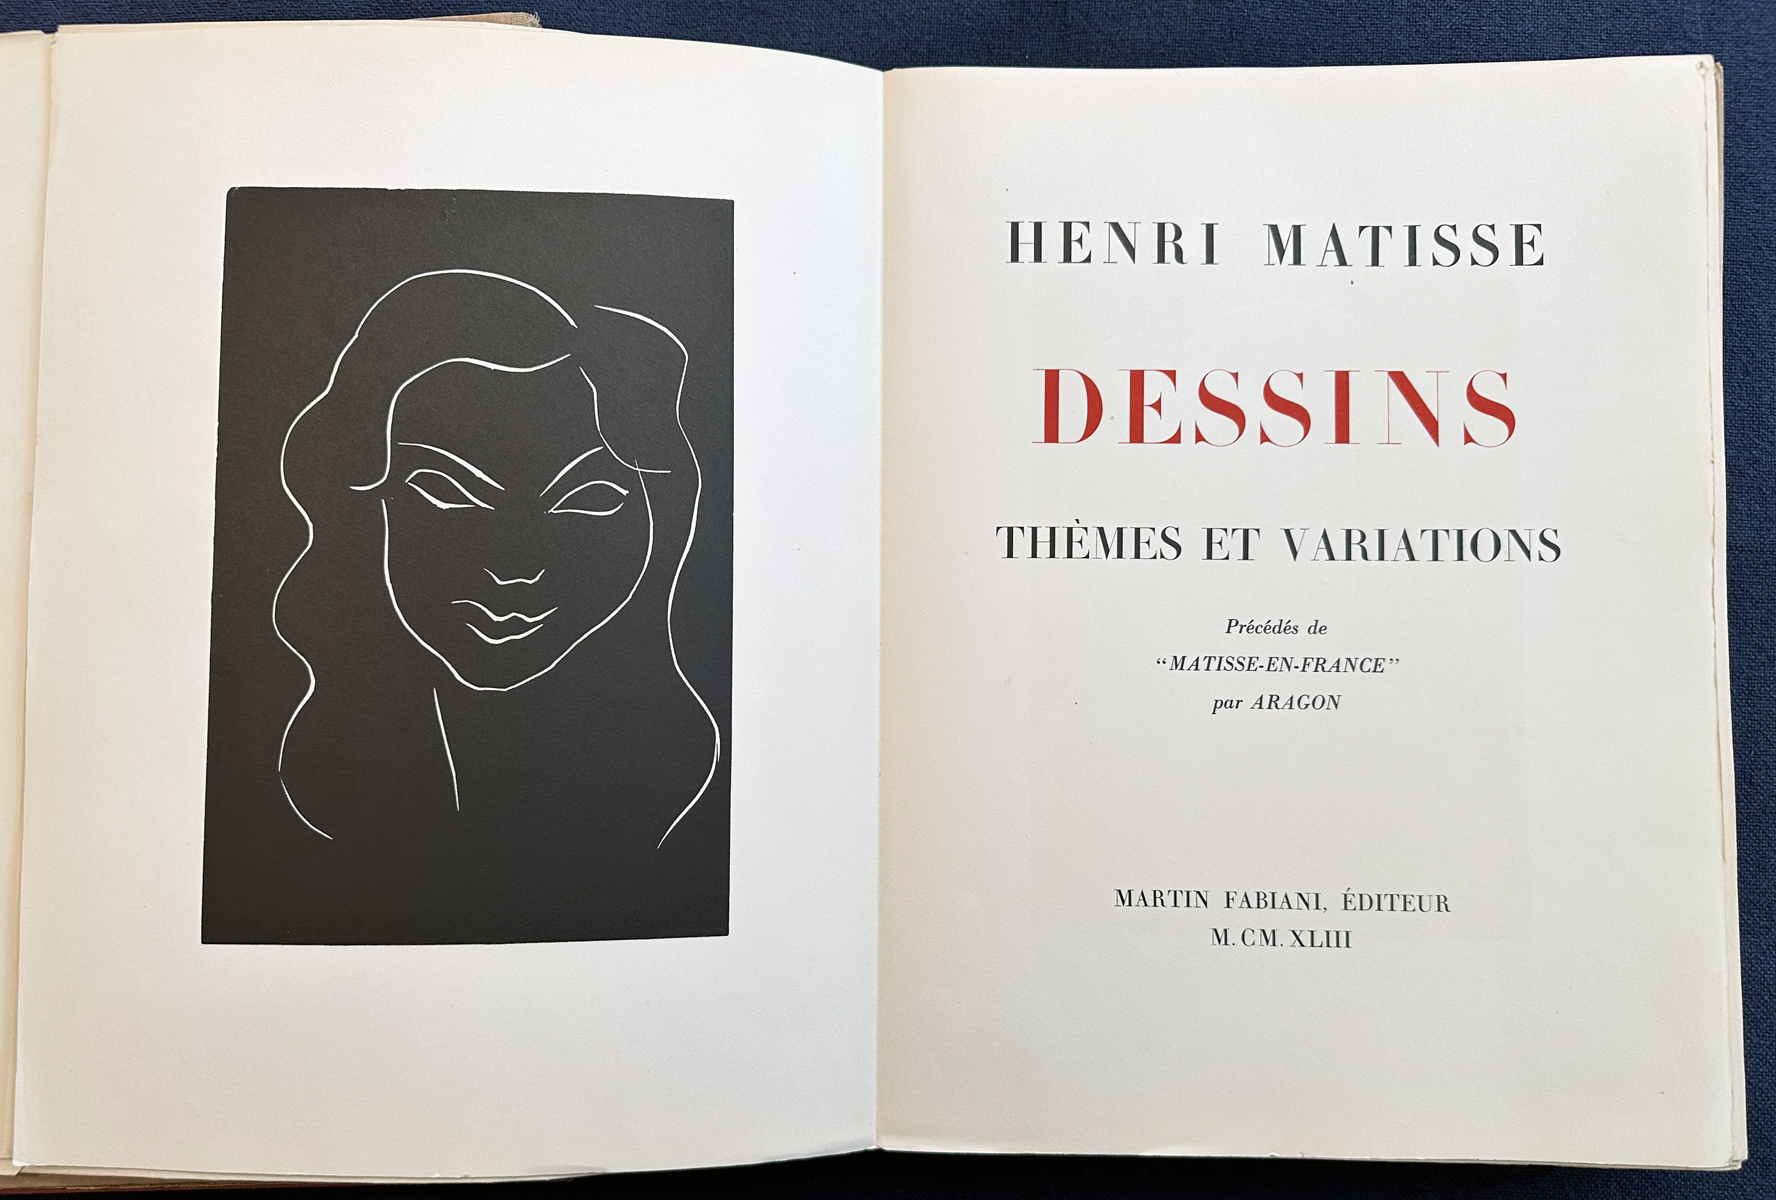 HENRI MATISSE
DESSINS
THÈMES ET VARIATIONS
Précédés de
“MATISSE-EN-FRANCE”
par ARAGON
MARTIN FABIANI, ÉDITEUR
M. CM. XLIII